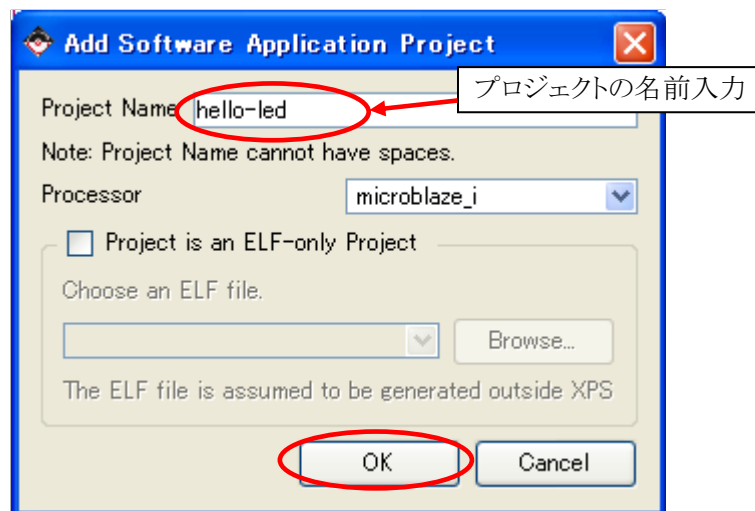 Add Software Application Project
プロジェクトの名前入力
Project Name hello-led
Note: Project Name cannot have spaces.
Processor microblaze_i
Project is an ELF-only Project
Choose an ELF file.
Browse...
The ELF file is assumed to be generated outside XPS
OK Cancel